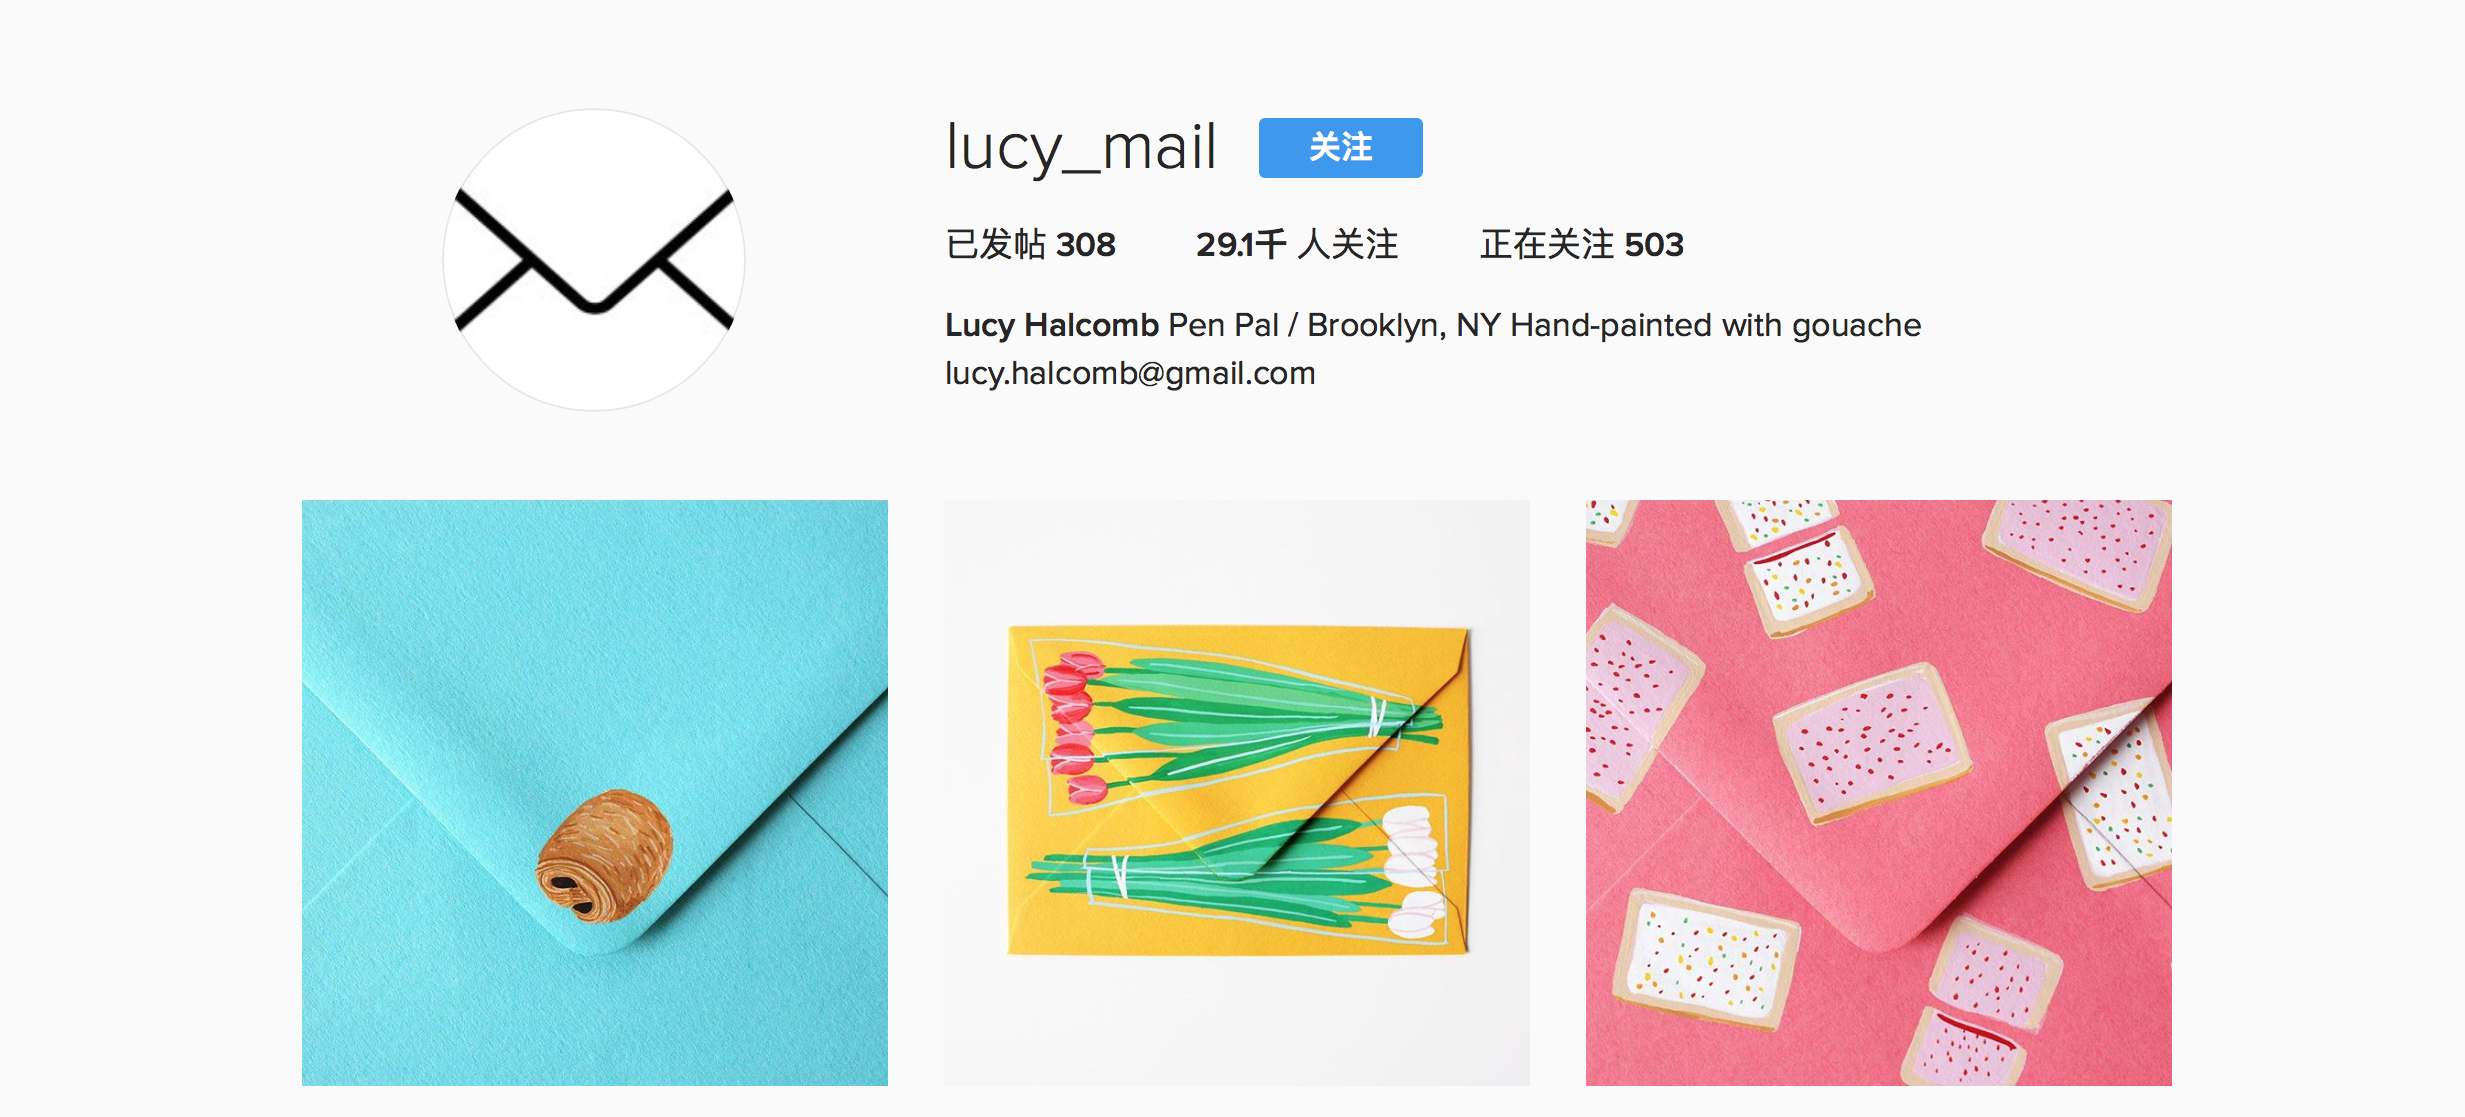 lucy_mail 关注
已发帖 308 29.1千 人关注 正在关注 503
Lucy Halcomb Pen Pal / Brooklyn, NY Hand-painted with gouache
lucy.halcomb@gmail.com